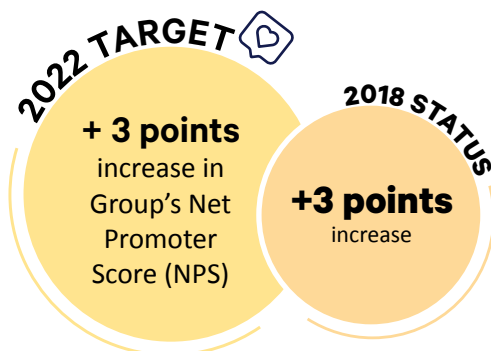 2022 TARGET
+ 3 points
increase in
Group’s Net
Promoter
Score (NPS)
2018 STATUS
+3 points
increase